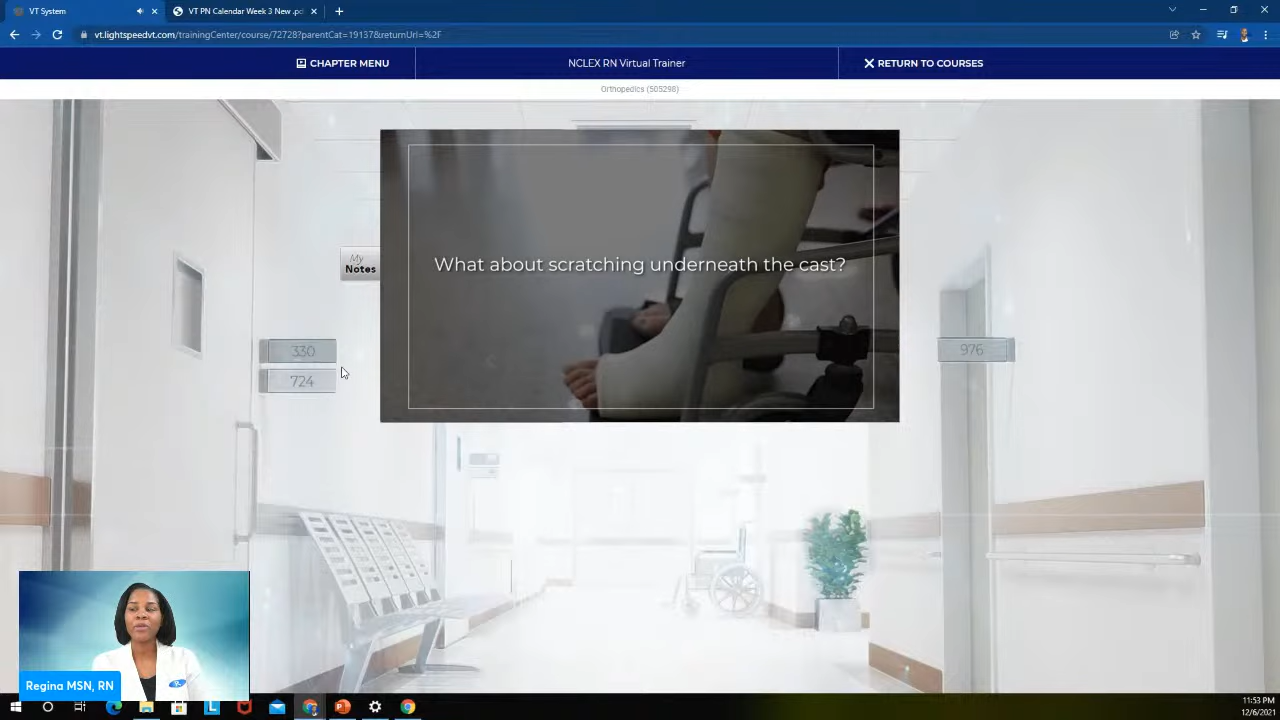 VT System
VT PN Calendar Week 3 New .pd
vt.lightspeedvt.com/trainingCenter/course/72728?parentCat=19137&returnUrl=%2F
CHAPTER MENU
NCLEX RN Virtual Trainer
RETURN TO COURSES
Orthopedics (505298)
What about scratching underneath the cast?
My
Notes
330
724
976
Regina MSN, RN
11:53 PM
12/6/2021